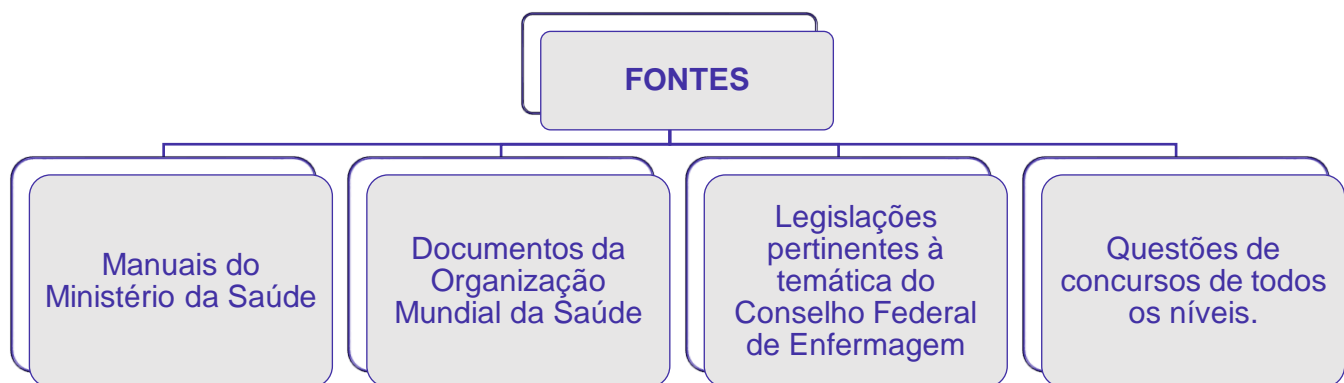 FONTES
Manuais do
Ministério da Saúde
Documentos da
Organização
Mundial da Saúde
Legislações
pertinentes à
temática do
Conselho Federal
de Enfermagem
Questões de
concursos de todos
os níveis.